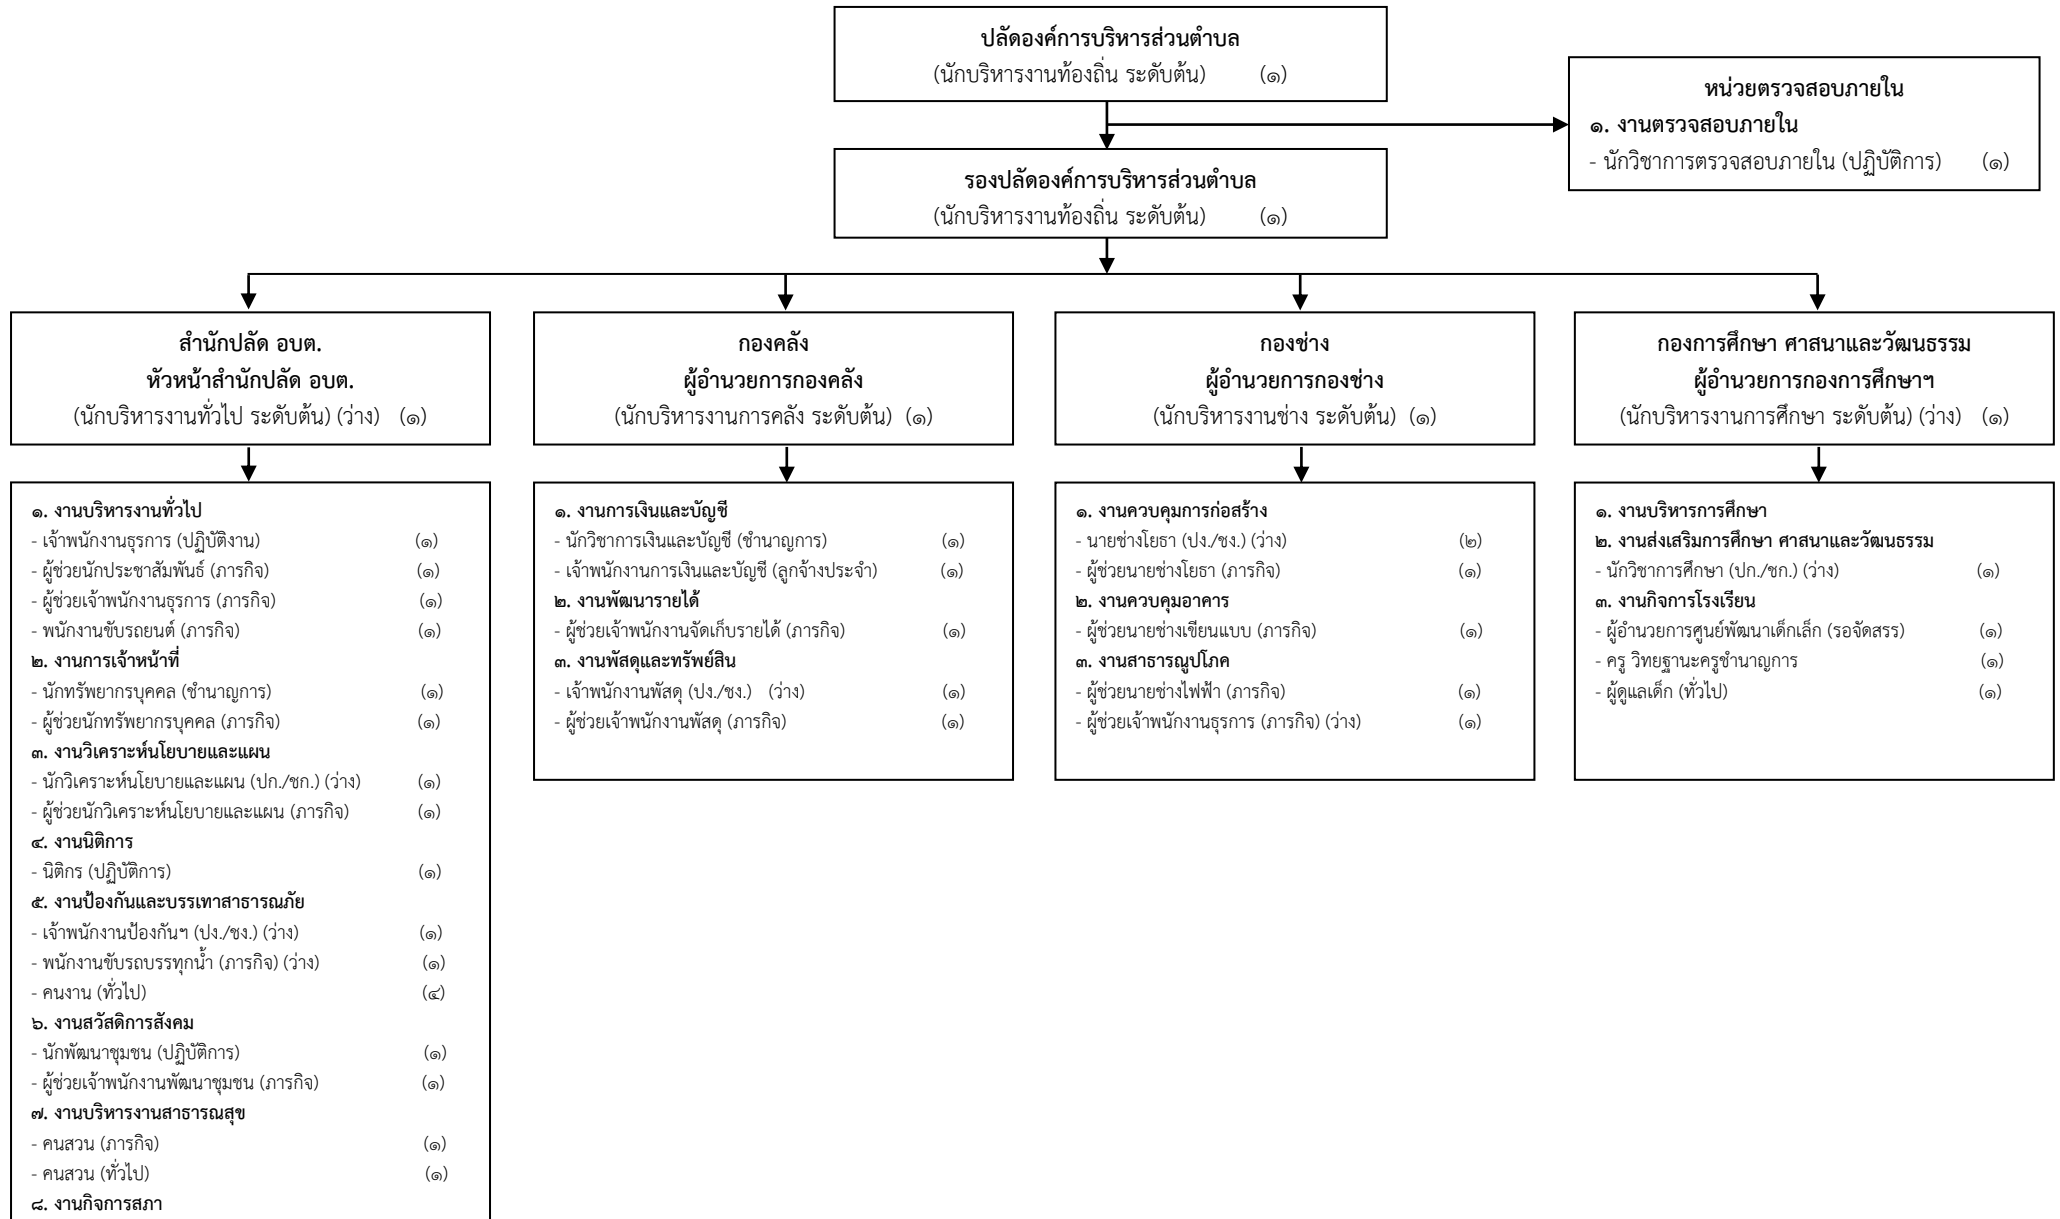 ปลัดองค์การบริหารส่วนตำบล
(นักบริหารงานท้องถิ่น ระดับต้น) (๑)
หน่วยตรวจสอบภายใน
๑. งานตรวจสอบภายใน
- นักวิชาการตรวจสอบภายใน (ปฏิบัติการ) (๑)
รองปลัดองค์การบริหารส่วนตำบล
(นักบริหารงานท้องถิ่น ระดับต้น) (๑)
สำนักปลัด อบต.
หัวหน้าสำนักปลัด อบต.
(นักบริหารงานทั่วไป ระดับต้น) (ว่าง) (๑)
กองคลัง
ผู้อำนวยการกองคลัง
(นักบริหารงานการคลัง ระดับต้น) (๑)
กองช่าง
ผู้อำนวยการกองช่าง
(นักบริหารงานช่าง ระดับต้น) (๑)
กองการศึกษา ศาสนาและวัฒนธรรม
ผู้อำนวยการกองการศึกษาฯ
(นักบริหารงานการศึกษา ระดับต้น) (ว่าง) (๑)
๑. งานบริหารงานทั่วไป
- เจ้าพนักงานธุรการ (ปฏิบัติงาน) (๑)
- ผู้ช่วยนักประชาสัมพันธ์ (ภารกิจ) (๑)
- ผู้ช่วยเจ้าพนักงานธุรการ (ภารกิจ) (๑)
- พนักงานขับรถยนต์ (ภารกิจ) (๑)
๒. งานการเจ้าหน้าที่
- นักทรัพยากรบุคคล (ชำนาญการ) (๑)
- ผู้ช่วยนักทรัพยากรบุคคล (ภารกิจ) (๑)
๓. งานวิเคราะห์นโยบายและแผน
- นักวิเคราะห์นโยบายและแผน (ปก./ชก.) (ว่าง) (๑)
- ผู้ช่วยนักวิเคราะห์นโยบายและแผน (ภารกิจ) (๑)
๔. งานนิติการ
- นิติกร (ปฏิบัติการ) (๑)
๕. งานป้องกันและบรรเทาสาธารณภัย
- เจ้าพนักงานป้องกันฯ (ปง./ชง.) (ว่าง) (๑)
- พนักงานขับรถบรรทุกน้ำ (ภารกิจ) (ว่าง) (๑)
- คนงาน (ทั่วไป) (๔)
๖. งานสวัสดิการสังคม
- นักพัฒนาชุมชน (ปฏิบัติการ) (๑)
- ผู้ช่วยเจ้าพนักงานพัฒนาชุมชน (ภารกิจ) (๑)
๗. งานบริหารงานสาธารณสุข
- คนสวน (ภารกิจ) (๑)
- คนสวน (ทั่วไป) (๑)
๘. งานกิจการสภา
๑. งานการเงินและบัญชี
- นักวิชาการเงินและบัญชี (ชำนาญการ) (๑)
- เจ้าพนักงานการเงินและบัญชี (ลูกจ้างประจำ) (๑)
๒. งานพัฒนารายได้
- ผู้ช่วยเจ้าพนักงานจัดเก็บรายได้ (ภารกิจ) (๑)
๓. งานพัสดุและทรัพย์สิน
- เจ้าพนักงานพัสดุ (ปง./ชง.) (ว่าง) (๑)
- ผู้ช่วยเจ้าพนักงานพัสดุ (ภารกิจ) (๑)
๑. งานควบคุมการก่อสร้าง
- นายช่างโยธา (ปง./ชง.) (ว่าง) (๒)
- ผู้ช่วยนายช่างโยธา (ภารกิจ) (๑)
๒. งานควบคุมอาคาร
- ผู้ช่วยนายช่างเขียนแบบ (ภารกิจ) (๑)
๓. งานสาธารณูปโภค
- ผู้ช่วยนายช่างไฟฟ้า (ภารกิจ) (๑)
- ผู้ช่วยเจ้าพนักงานธุรการ (ภารกิจ) (ว่าง) (๑)
๑. งานบริหารการศึกษา
๒. งานส่งเสริมการศึกษา ศาสนาและวัฒนธรรม
- นักวิชาการศึกษา (ปก./ชก.) (ว่าง) (๑)
๓. งานกิจการโรงเรียน
- ผู้อำนวยการศูนย์พัฒนาเด็กเล็ก (รอจัดสรร) (๑)
- ครู วิทยฐานะครูชำนาญการ (๑)
- ผู้ดูแลเด็ก (ทั่วไป) (๑)